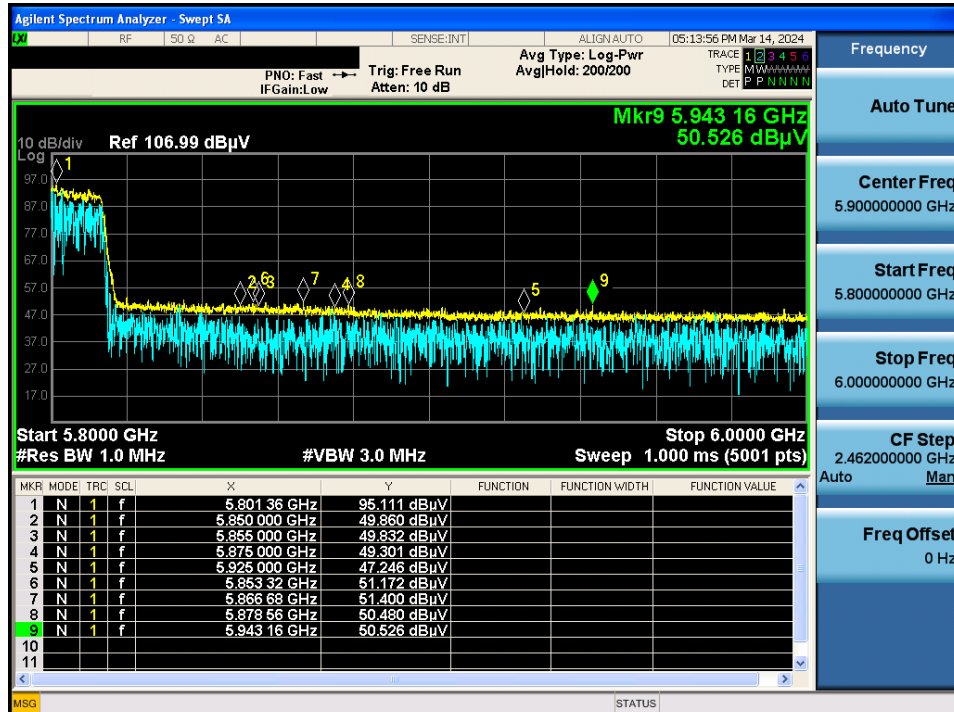 Agilent Spectrum Analyzer - Swept SA
LXI RF 50 Ω AC SENSE:INT ALIGN AUTO 05:13:56 PM Mar 14, 2024
PNO: Fast Trig: Free Run Avg Type: Log-Pwr TRACE 1 2 3 4 5 6
IFGain:Low Atten: 10 dB Avg|Hold: 200/200 TYPE M W
DET P P N N N N
Mkr9 5.943 16 GHz
50.526 dBµV
10 dB/div Ref 106.99 dBµV
Log
97.0
87.0
77.0
67.0
57.0
47.0
37.0
27.0
17.0
1
2 6 3 7 4 8 5 9
Start 5.8000 GHz Stop 6.0000 GHz
#Res BW 1.0 MHz #VBW 3.0 MHz Sweep 1.000 ms (5001 pts)
MKR MODE TRC SCL X Y FUNCTION FUNCTION WIDTH FUNCTION VALUE
1 N 1 f 5.801 36 GHz 95.111 dBµV
2 N 1 f 5.850 000 GHz 49.860 dBµV
3 N 1 f 5.855 000 GHz 49.832 dBµV
4 N 1 f 5.875 000 GHz 49.301 dBµV
5 N 1 f 5.925 000 GHz 47.246 dBµV
6 N 1 f 5.853 32 GHz 51.172 dBµV
7 N 1 f 5.866 68 GHz 51.400 dBµV
8 N 1 f 5.878 56 GHz 50.480 dBµV
9 N 1 f 5.943 16 GHz 50.526 dBµV
10
11
MSG STATUS
Frequency
Auto Tune
Center Freq
5.900000000 GHz
Start Freq
5.800000000 GHz
Stop Freq
6.000000000 GHz
CF Step
2.462000000 GHz
Auto Man
Freq Offset
0 Hz